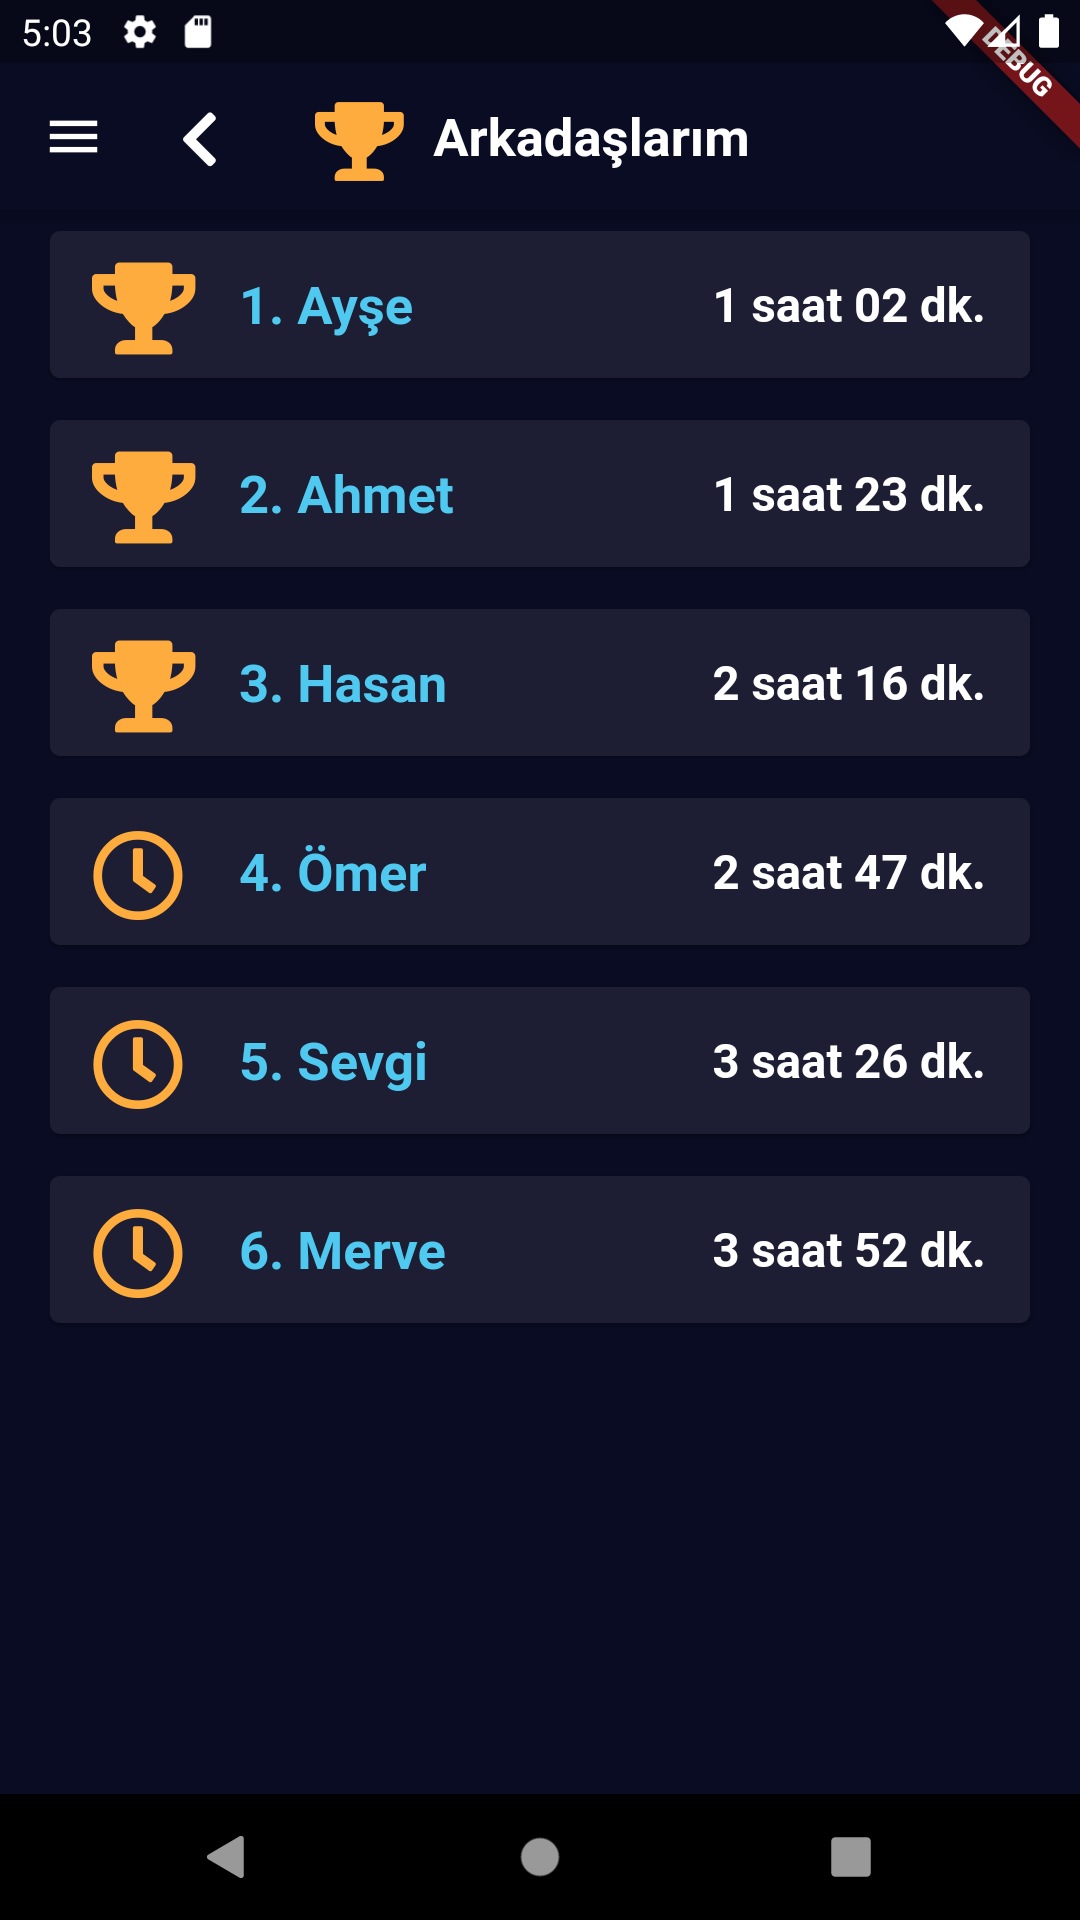 5:03
DEBUG
Arkadaşlarım
1. Ayşe 1 saat 02 dk.
2. Ahmet 1 saat 23 dk.
3. Hasan 2 saat 16 dk.
4. Ömer 2 saat 47 dk.
5. Sevgi 3 saat 26 dk.
6. Merve 3 saat 52 dk.